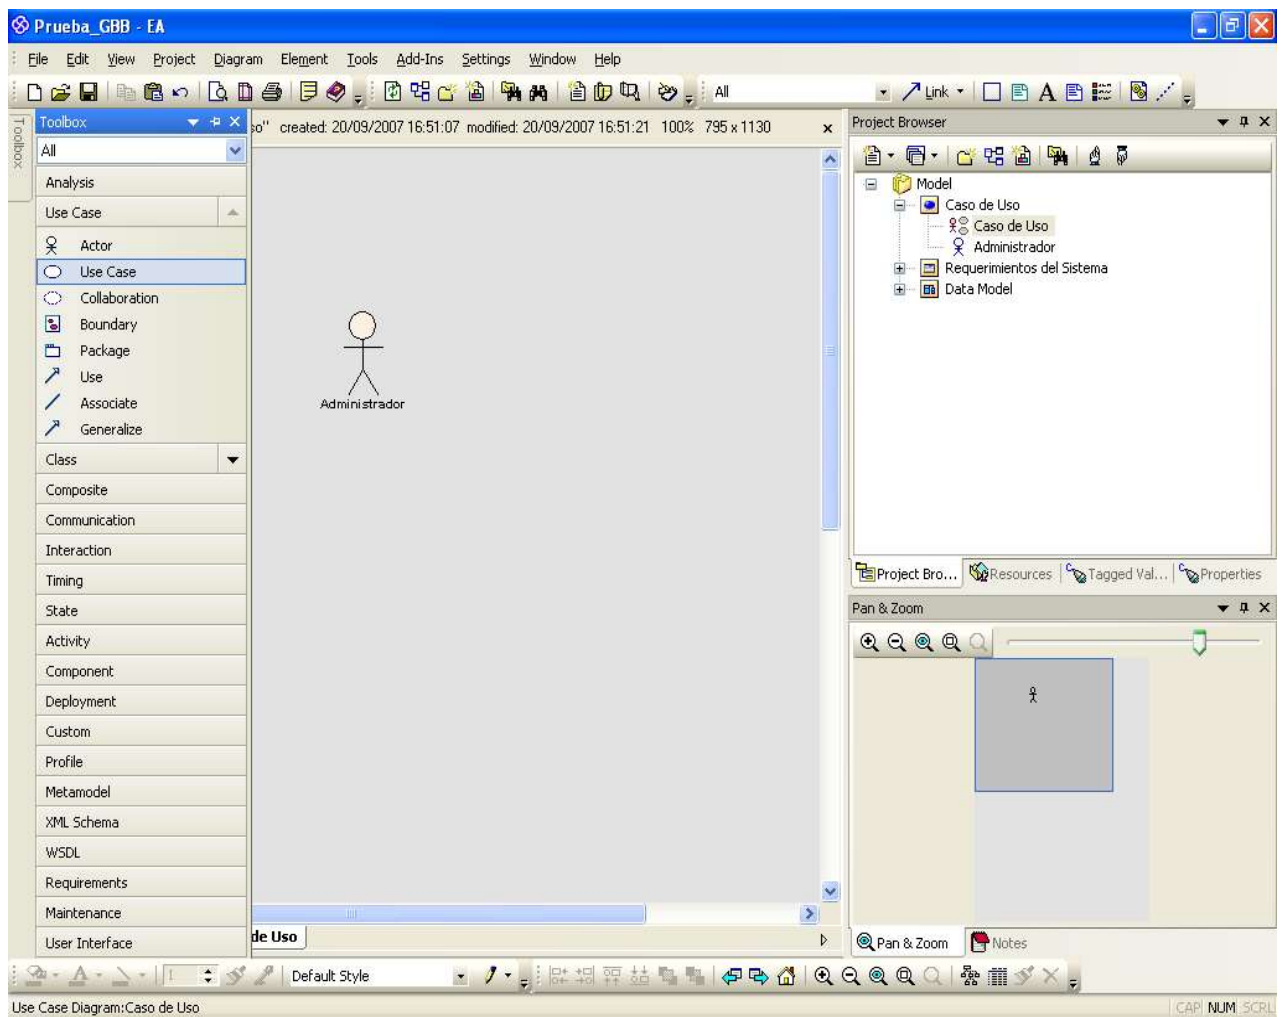 Prueba_GBB - EA
File Edit View Project Diagram Element Tools Add-Ins Settings Window Help
All Link A
Toolbox
Toolbox
so" created: 20/09/2007 16:51:07 modified: 20/09/2007 16:51:21 100% 795 x 1130
All
Analysis
Use Case
Actor
Use Case
Collaboration
Boundary
Package
Use
Associate
Generalize
Class
Composite
Communication
Interaction
Timing
State
Activity
Component
Deployment
Custom
Profile
Metamodel
XML Schema
WSDL
Requirements
Maintenance
User Interface
Administrador
de Uso
Project Browser
Model
Caso de Uso
Caso de Uso
Administrador
Requerimientos del Sistema
Data Model
Project Bro... Resources Tagged Val... Properties
Pan & Zoom
Pan & Zoom Notes
A 1 Default Style
Use Case Diagram:Caso de Uso CAP NUM SCRL